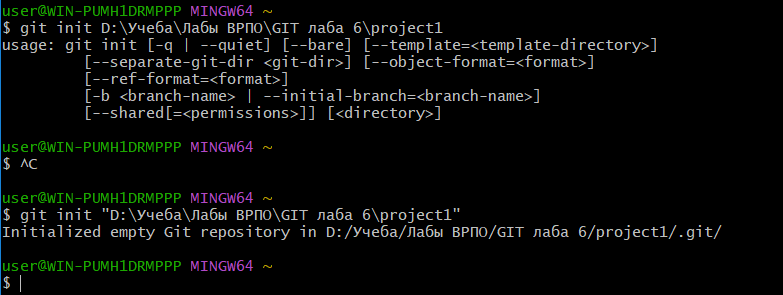 user@WIN-PUMH1DRMPPP MINGW64 ~
$ git init D:\Учеба\Лабы ВРПО\GIT лаба 6\project1
usage: git init [-q | --quiet] [--bare] [--template=<template-directory>]
         [--separate-git-dir <git-dir>] [--object-format=<format>]
         [--ref-format=<format>]
         [-b <branch-name> | --initial-branch=<branch-name>]
         [--shared[=<permissions>]] [<directory>]

user@WIN-PUMH1DRMPPP MINGW64 ~
$ ^C

user@WIN-PUMH1DRMPPP MINGW64 ~
$ git init "D:\Учеба\Лабы ВРПО\GIT лаба 6\project1"
Initialized empty Git repository in D:/Учеба/Лабы ВРПО/GIT лаба 6/project1/.git/

user@WIN-PUMH1DRMPPP MINGW64 ~
$